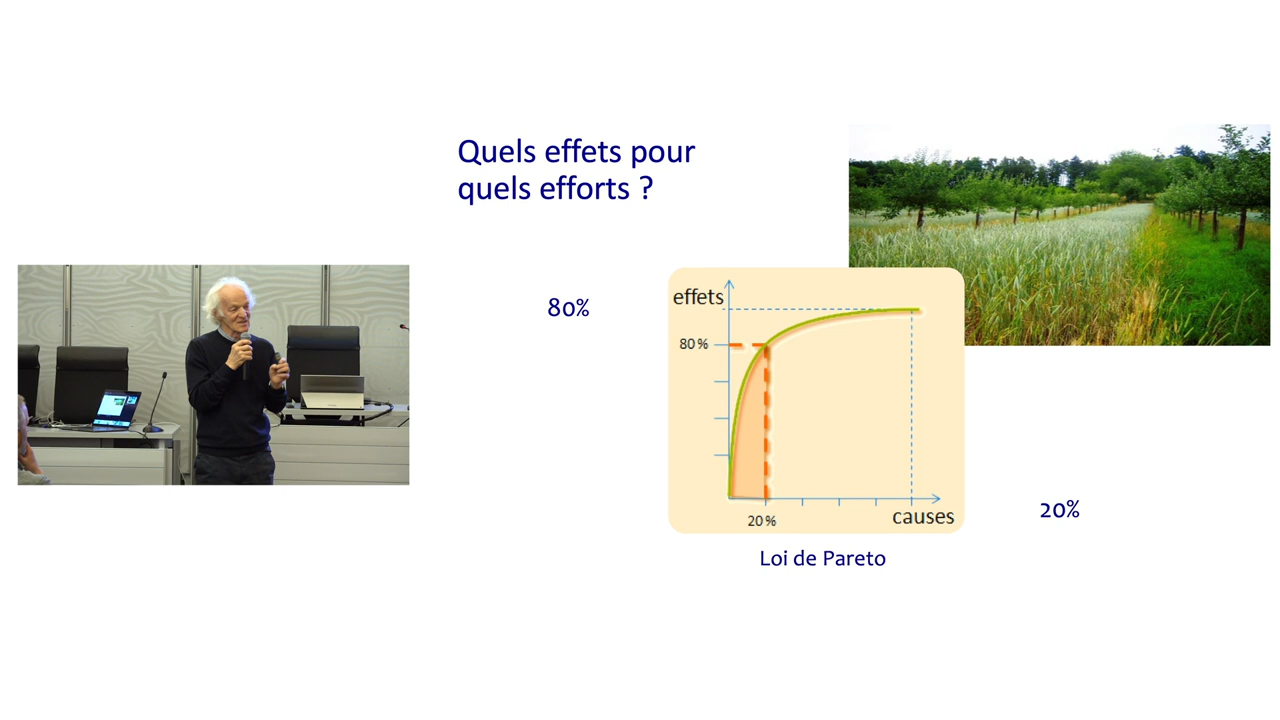 Quels effets pour
quels efforts ?
80%
effets
80 %
20 %
causes
20%
Loi de Pareto